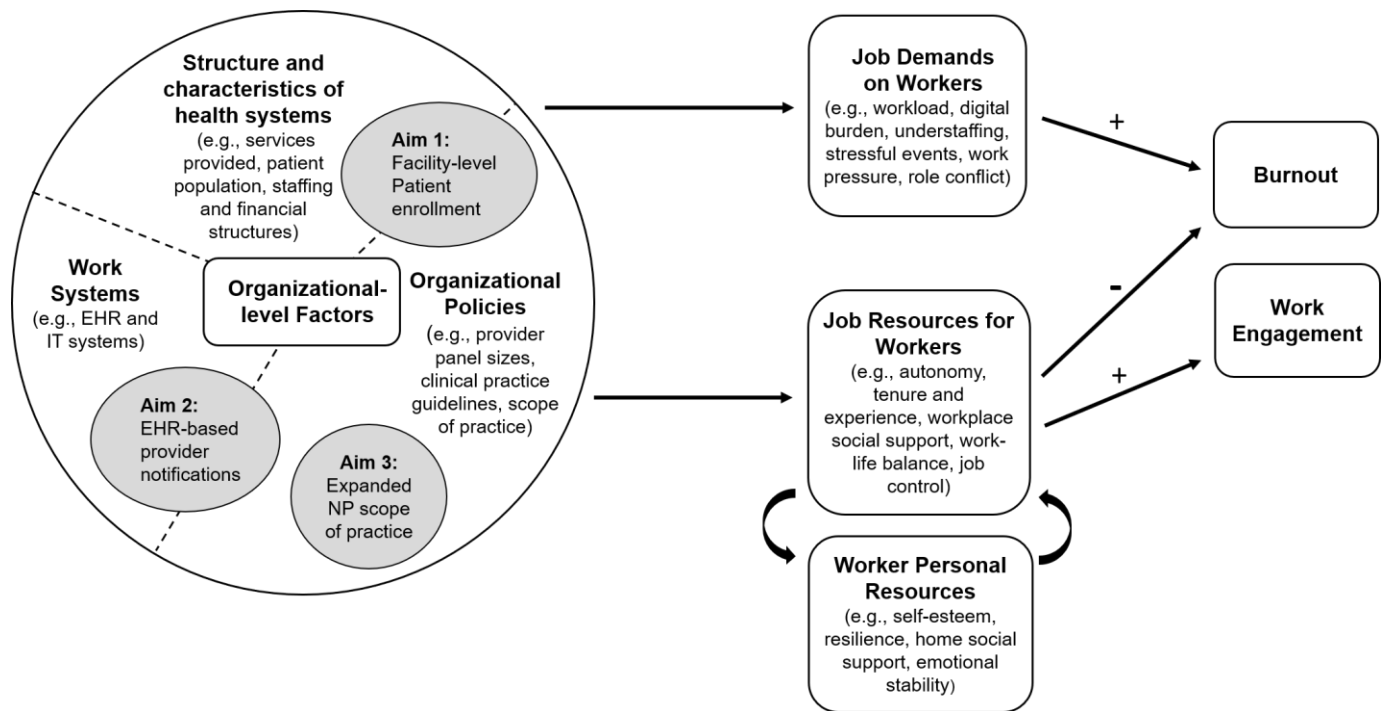 Structure and
characteristics of
health systems
(e.g., services
provided, patient
population, staffing
and financial
structures)
Aim 1:
Facility-level
Patient
enrollment
Work
Systems
(e.g., EHR and
IT systems)
Organizational-
level Factors
Organizational
Policies
(e.g., provider
panel sizes,
clinical practice
guidelines, scope
of practice)
Aim 2:
EHR-based
provider
notifications
Aim 3:
Expanded
NP scope
of practice
Job Demands
on Workers
(e.g., workload, digital
burden, understaffing,
stressful events, work
pressure, role conflict)
Job Resources for
Workers
(e.g., autonomy,
tenure and
experience, workplace
social support, work-
life balance, job
control)
Worker Personal
Resources
(e.g., self-esteem,
resilience, home social
support, emotional
stability)
+
-
+
Burnout
Work
Engagement